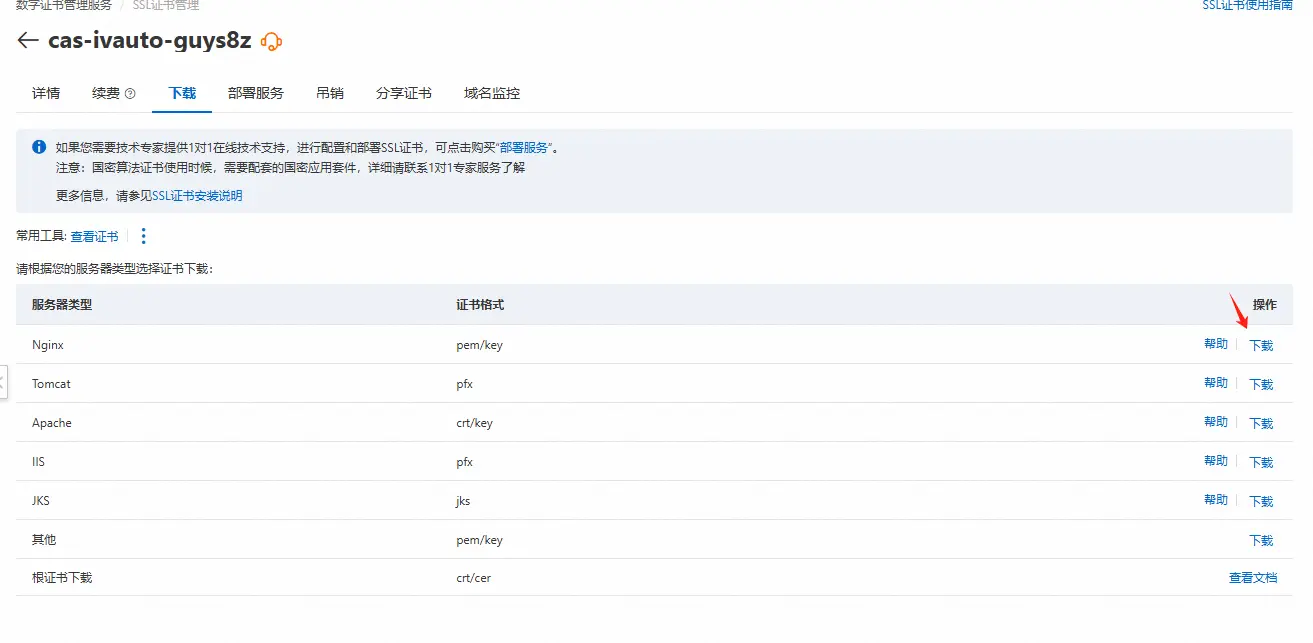 数字证书管理服务 / SSL证书管理
SSL证书使用指南
← cas-ivauto-guys8z
详情 续费 下载 部署服务 吊销 分享证书 域名监控
如果您需要技术专家提供1对1在线技术支持，进行配置和部署SSL证书，可点击购买“部署服务”。
注意：国密算法证书使用时候，需要配套的国密应用套件，详细请联系1对1专家服务了解
更多信息，请参见SSL证书安装说明
常用工具: 查看证书
请根据您的服务器类型选择证书下载：
服务器类型 证书格式 操作
Nginx pem/key 帮助 下载
Tomcat pfx 帮助 下载
Apache crt/key 帮助 下载
IIS pfx 帮助 下载
JKS jks 帮助 下载
其他 pem/key 下载
根证书下载 crt/cer 查看文档